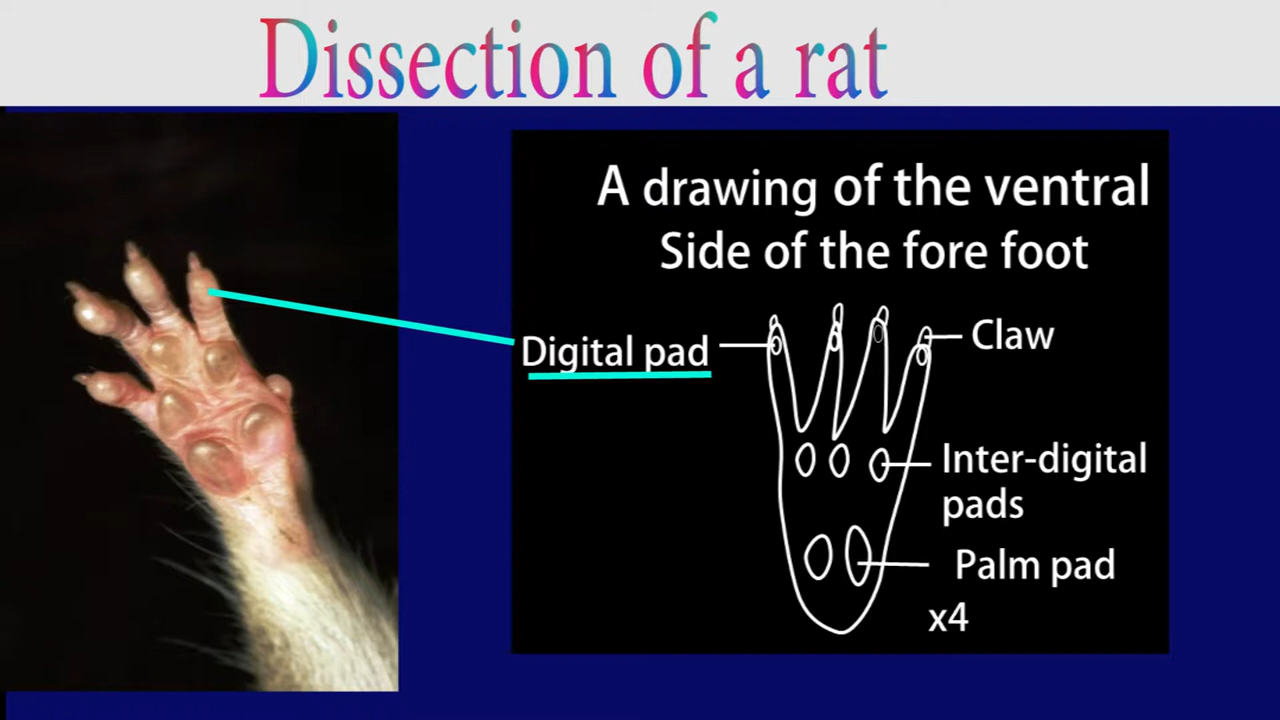 Dissection of a rat
A drawing of the ventral
Side of the fore foot
Digital pad
Claw
Inter-digital
pads
Palm pad
x4